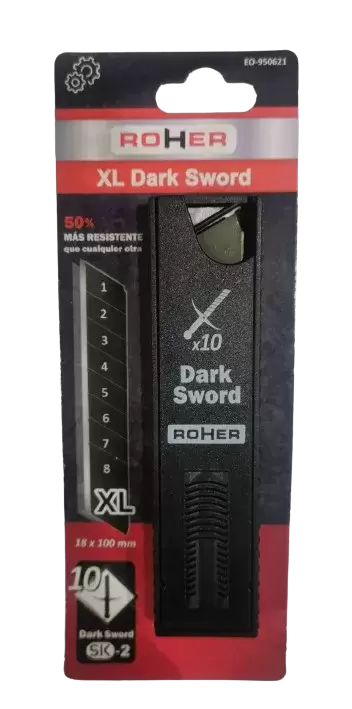 EO-950621
ROHER
XL Dark Sword
50%
MÁS RESISTENTE
que cualquier otra
1
2
3
4
5
6
7
8
XL
18 x 100 mm
10
Dark Sword
SK-2
x10
Dark
Sword
ROHER